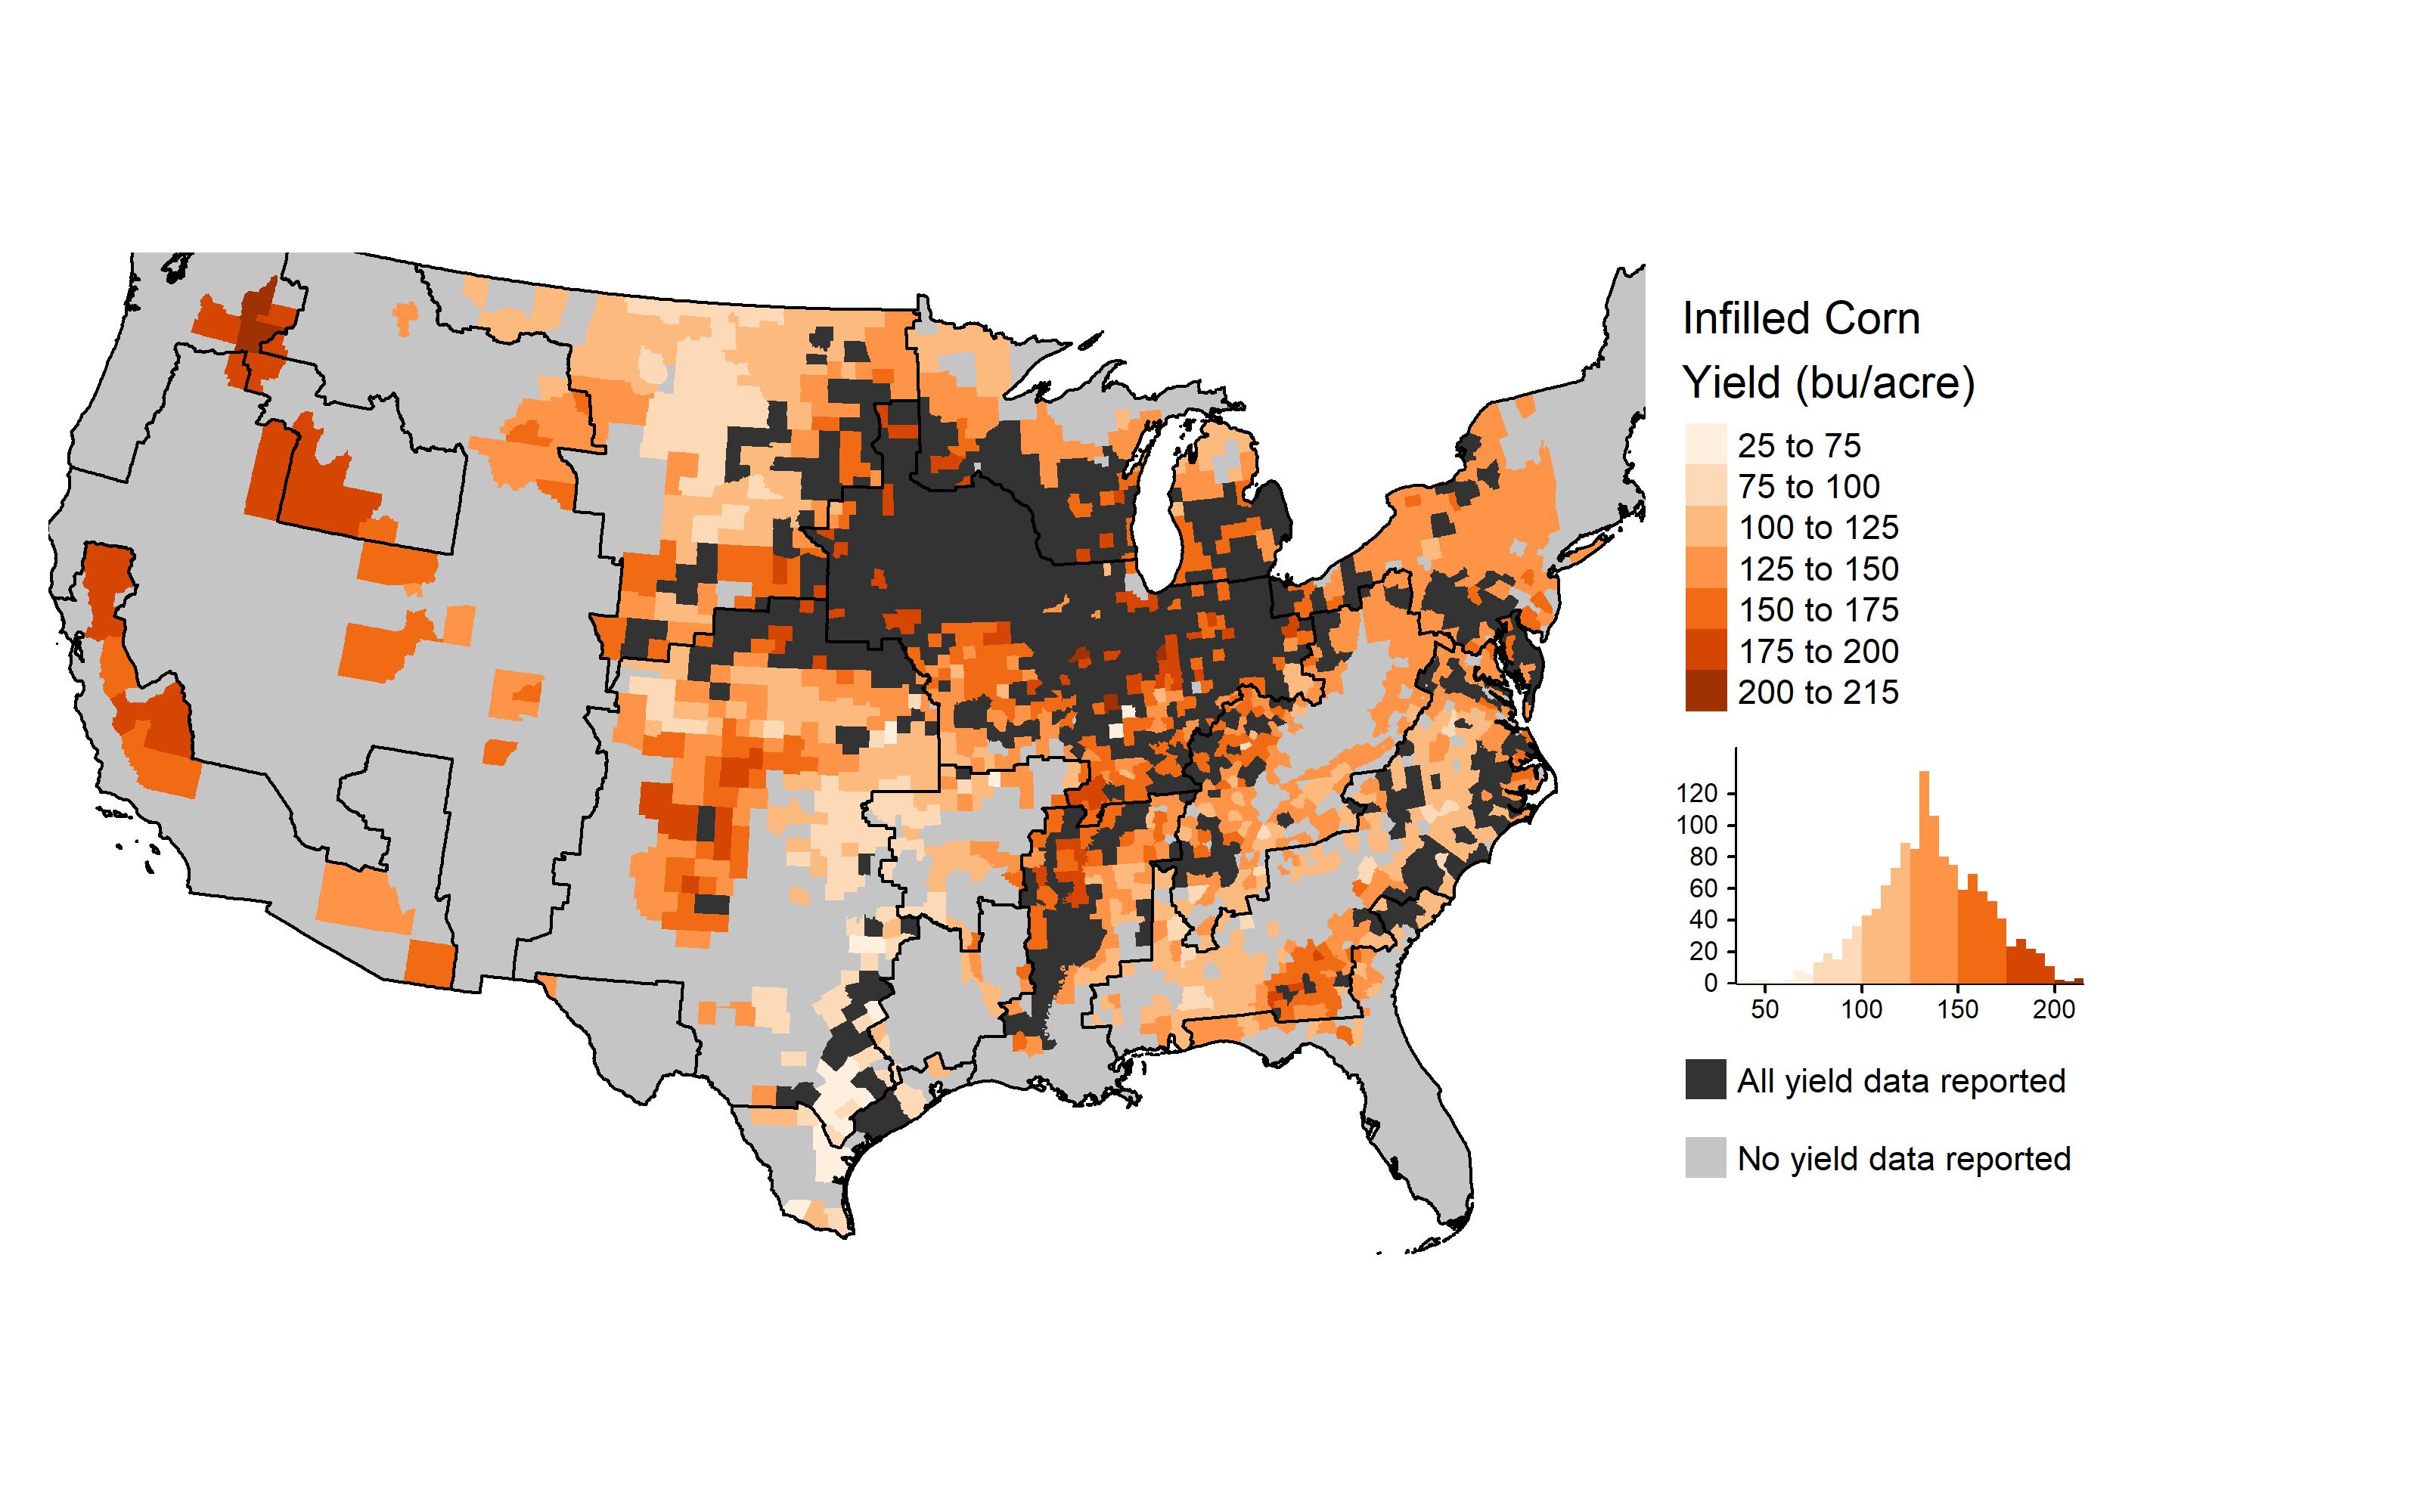 Infilled Corn
Yield (bu/acre)
25 to 75
75 to 100
100 to 125
125 to 150
150 to 175
175 to 200
200 to 215
120
100
80
60
40
20
0
50 100 150 200
All yield data reported
No yield data reported